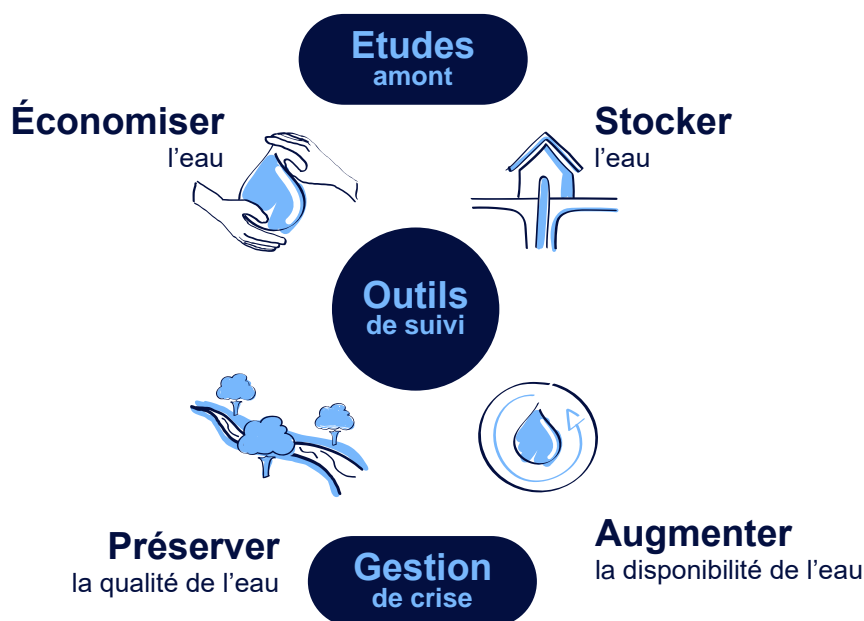 Etudes
amont
Économiser
l’eau
Stocker
l’eau
Outils
de suivi
Préserver
la qualité de l’eau
Augmenter
la disponibilité de l’eau
Gestion
de crise